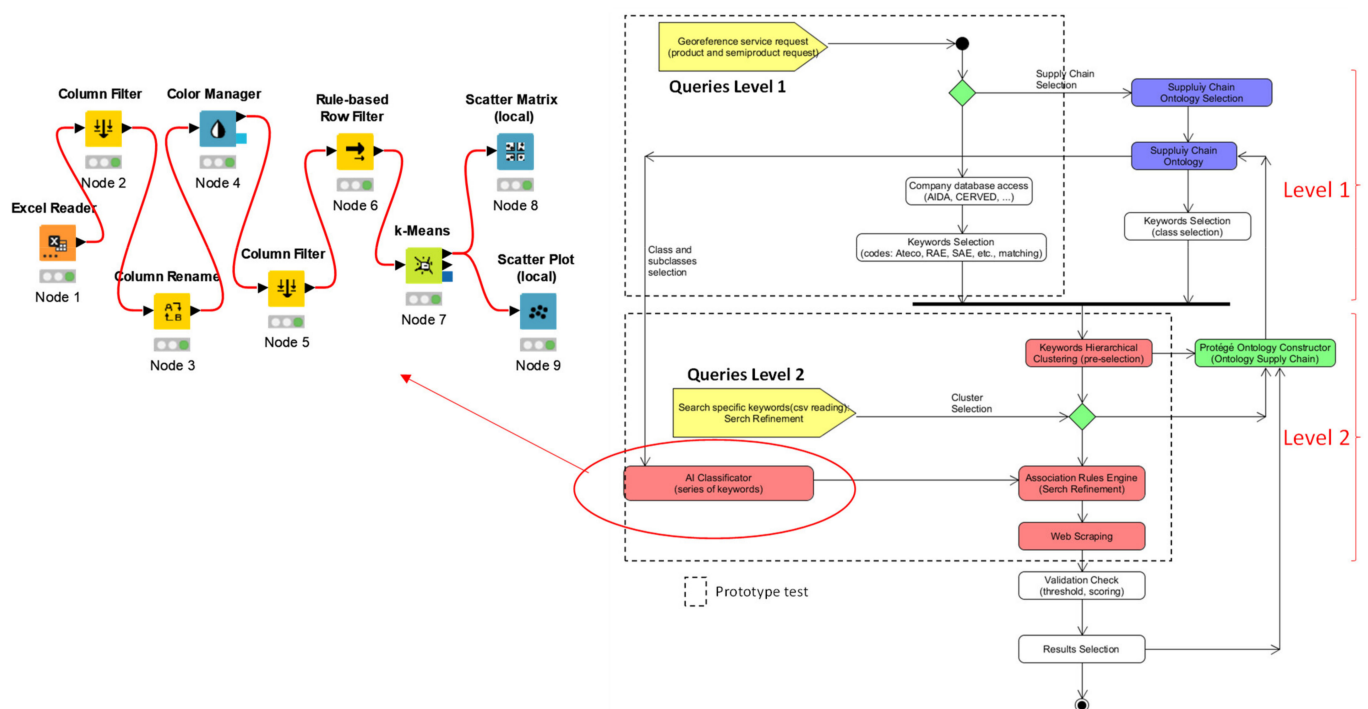 Column Filter
Node 2
Color Manager
Node 4
Rule-based
Row Filter
Node 6
Scatter Matrix
(local)
Node 8
Excel Reader
Node 1
Column Rename
Node 3
Column Filter
Node 5
k-Means
Node 7
Scatter Plot
(local)
Node 9
Georeference service request
(product and semiproduct request)
Queries Level 1
Supply Chain
Selection
Suppluiy Chain
Ontology Selection
Suppluiy Chain
Ontology
Level 1
Company database access
(AIDA, CERVED, ...)
Keywords Selection
(class selection)
Keywords Selection
(codes: Ateco, RAE, SAE, etc., matching)
Class and
subclasses
selection
Keywords Hierarchical
Clustering (pre-selection)
Protégé Ontology Constructor
(Ontology Supply Chain)
Queries Level 2
Search specific keywords(csv reading);
Serch Refinement
Cluster
Selection
Level 2
AI Classificator
(series of keywords)
Association Rules Engine
(Serch Refinement)
Web Scraping
Prototype test
Validation Check
(threshold, scoring)
Results Selection